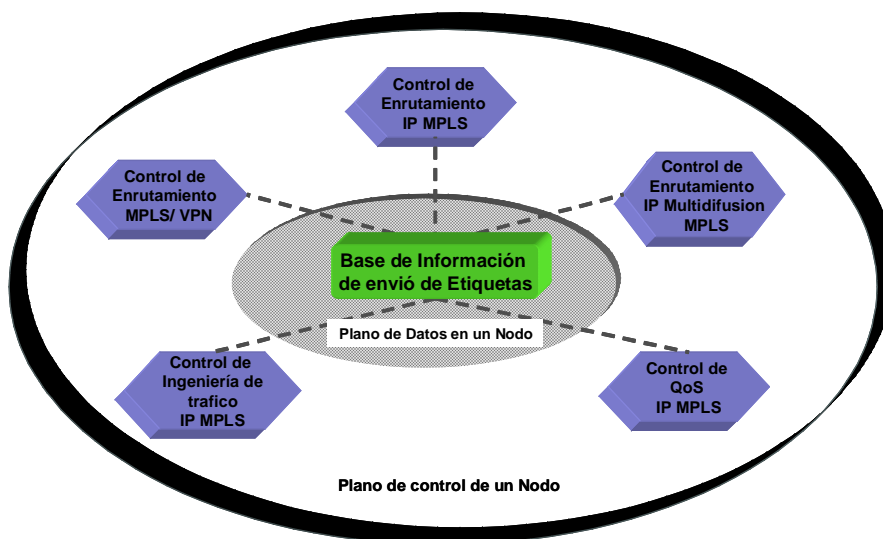 Control de
Enrutamiento
IP MPLS
Control de
Enrutamiento
MPLS/ VPN
Control de
Enrutamiento
IP Multidifusion
MPLS
Base de Información
de envió de Etiquetas
Plano de Datos en un Nodo
Control de
Ingeniería de
trafico
IP MPLS
Control de
QoS
IP MPLS
Plano de control de un Nodo